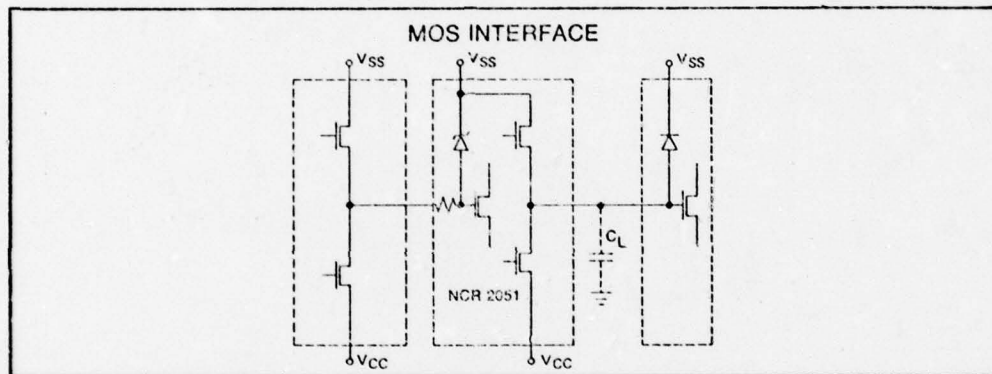 MOS INTERFACE
VSS VSS VSS
CL
NCR 2051
VCC VCC